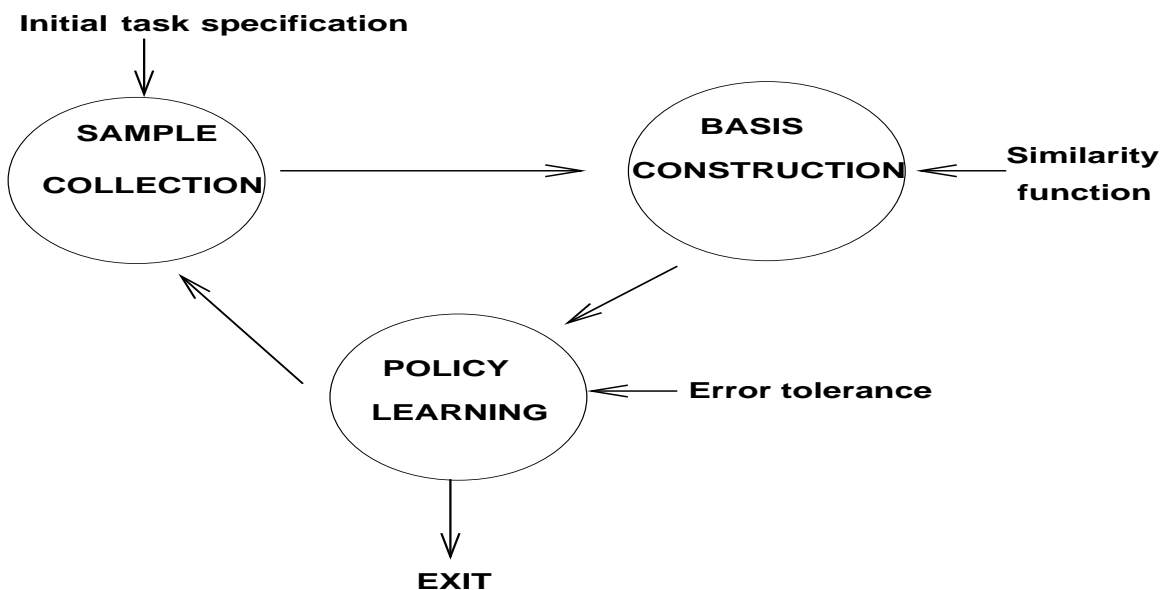 Initial task specification
SAMPLE
COLLECTION
BASIS
CONSTRUCTION
Similarity
function
POLICY
LEARNING
Error tolerance
EXIT